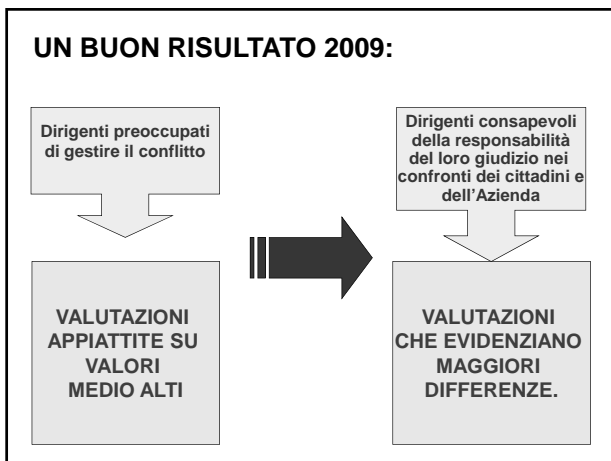 UN BUON RISULTATO 2009:
Dirigenti preoccupati
di gestire il conflitto
VALUTAZIONI
APPIATTITE SU
VALORI
MEDIO ALTI
Dirigenti consapevoli
della responsabilità
del loro giudizio nei
confronti dei cittadini e
dell’Azienda
VALUTAZIONI
CHE EVIDENZIANO
MAGGIORI
DIFFERENZE.